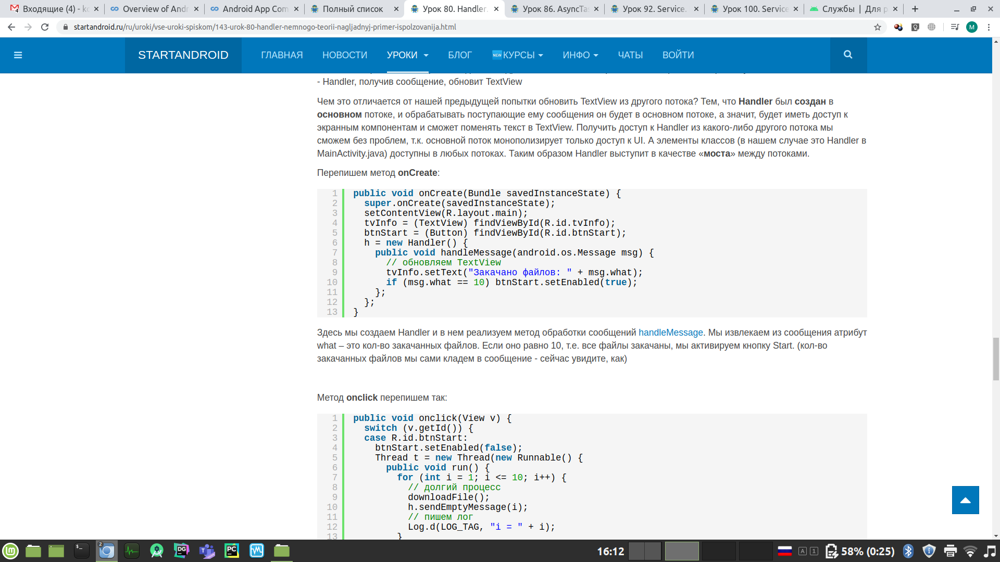 Входящие (4) - ko
Overview of Andr
Android App Com
Полный список
Урок 80. Handler.
Урок 86. AsyncTas
Урок 92. Service.
Урок 100. Service
Службы | Для р
startandroid.ru/ru/uroki/vse-uroki-spiskom/143-urok-80-handler-nemnogo-teorii-nagljadnyj-primer-ispolzovanija.html
M
STARTANDROID ГЛАВНАЯ НОВОСТИ УРОКИ БЛОГ NEW КУРСЫ ИНФО ЧАТЫ ВОЙТИ
- Handler, получив сообщение, обновит TextView
Чем это отличается от нашей предыдущей попытки обновить TextView из другого потока? Тем, что Handler был создан в
основном потоке, и обрабатывать поступающие ему сообщения он будет в основном потоке, а значит, будет иметь доступ к
экранным компонентам и сможет поменять текст в TextView. Получить доступ к Handler из какого-либо другого потока мы
сможем без проблем, т.к. основной поток монополизирует только доступ к UI. А элементы классов (в нашем случае это Handler в
MainActivity.java) доступны в любых потоках. Таким образом Handler выступит в качестве «моста» между потоками.
Перепишем метод onCreate:
1 public void onCreate(Bundle savedInstanceState) {
2 super.onCreate(savedInstanceState);
3 setContentView(R.layout.main);
4 tvInfo = (TextView) findViewById(R.id.tvInfo);
5 btnStart = (Button) findViewById(R.id.btnStart);
6 h = new Handler() {
7 public void handleMessage(android.os.Message msg) {
8 // обновляем TextView
9 tvInfo.setText("Закачано файлов: " + msg.what);
10 if (msg.what == 10) btnStart.setEnabled(true);
11 };
12 };
13 }
Здесь мы создаем Handler и в нем реализуем метод обработки сообщений handleMessage. Мы извлекаем из сообщения атрибут
what – это кол-во закачанных файлов. Если оно равно 10, т.е. все файлы закачаны, мы активируем кнопку Start. (кол-во
закачанных файлов мы сами кладем в сообщение - сейчас увидите, как)
Метод onclick перепишем так:
1 public void onclick(View v) {
2 switch (v.getId()) {
3 case R.id.btnStart:
4 btnStart.setEnabled(false);
5 Thread t = new Thread(new Runnable() {
6 public void run() {
7 for (int i = 1; i <= 10; i++) {
8 // долгий процесс
9 downloadFile();
10 h.sendEmptyMessage(i);
11 // пишем лог
12 Log.d(LOG_TAG, "i = " + i);
13 }
2
DG
T
PC
16:12
A 1
58% (0:25)